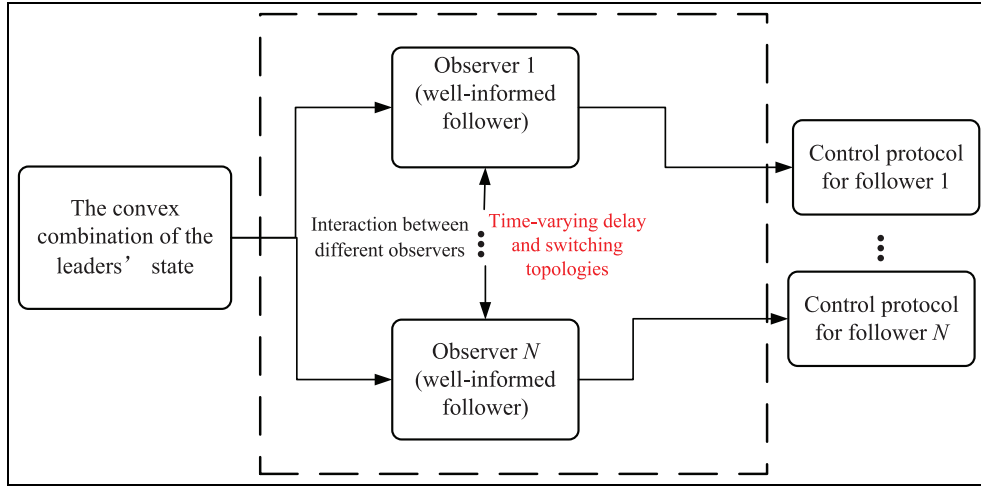 The convex
combination of the
leaders’ state
Observer 1
(well-informed
follower)
Interaction between
different observers
Time-varying delay
and switching
topologies
Observer N
(well-informed
follower)
Control protocol
for follower 1
Control protocol
for follower N